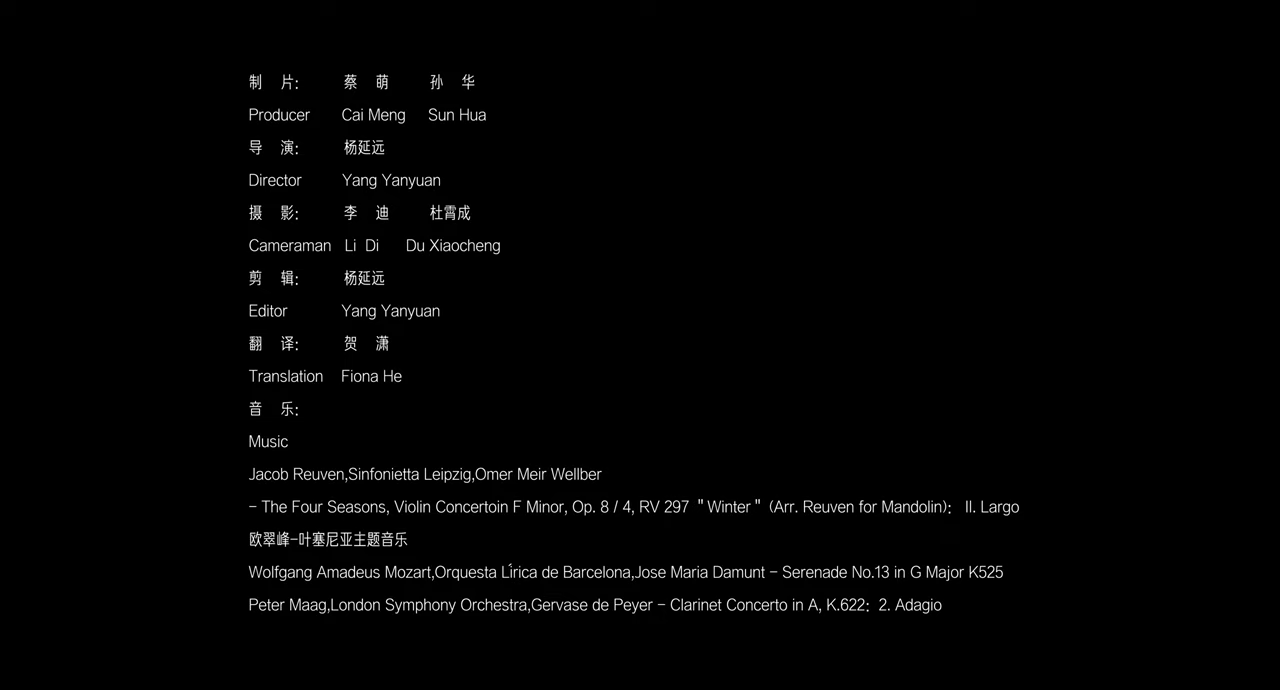 制 片: 蔡 萌 孙 华
Producer Cai Meng Sun Hua
导 演: 杨延远
Director Yang Yanyuan
摄 影: 李 迪 杜霄成
Cameraman Li Di Du Xiaocheng
剪 辑: 杨延远
Editor Yang Yanyuan
翻 译: 贺 潇
Translation Fiona He
音 乐:
Music
Jacob Reuven,Sinfonietta Leipzig,Omer Meir Wellber
- The Four Seasons, Violin Concertoin F Minor, Op. 8 / 4, RV 297 "Winter" (Arr. Reuven for Mandolin): II. Largo
欧翠峰-叶塞尼亚主题音乐
Wolfgang Amadeus Mozart,Orquesta Lírica de Barcelona,Jose Maria Damunt - Serenade No.13 in G Major K525
Peter Maag,London Symphony Orchestra,Gervase de Peyer - Clarinet Concerto in A, K.622: 2. Adagio